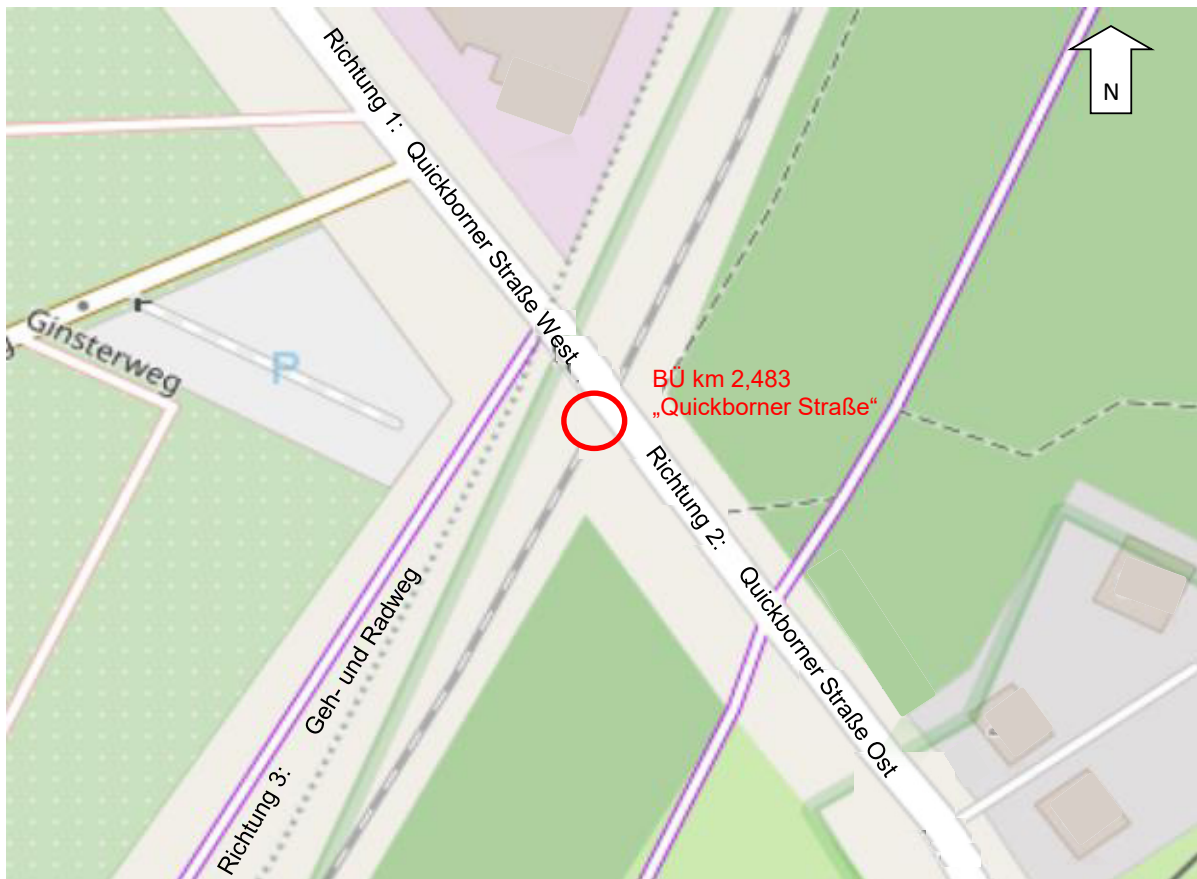 N
Richtung 1: Quickborner Straße West
Ginsterweg
P
BÜ km 2,483
„Quickborner Straße“
Richtung 2: Quickborner Straße Ost
Richtung 3: Geh- und Radweg